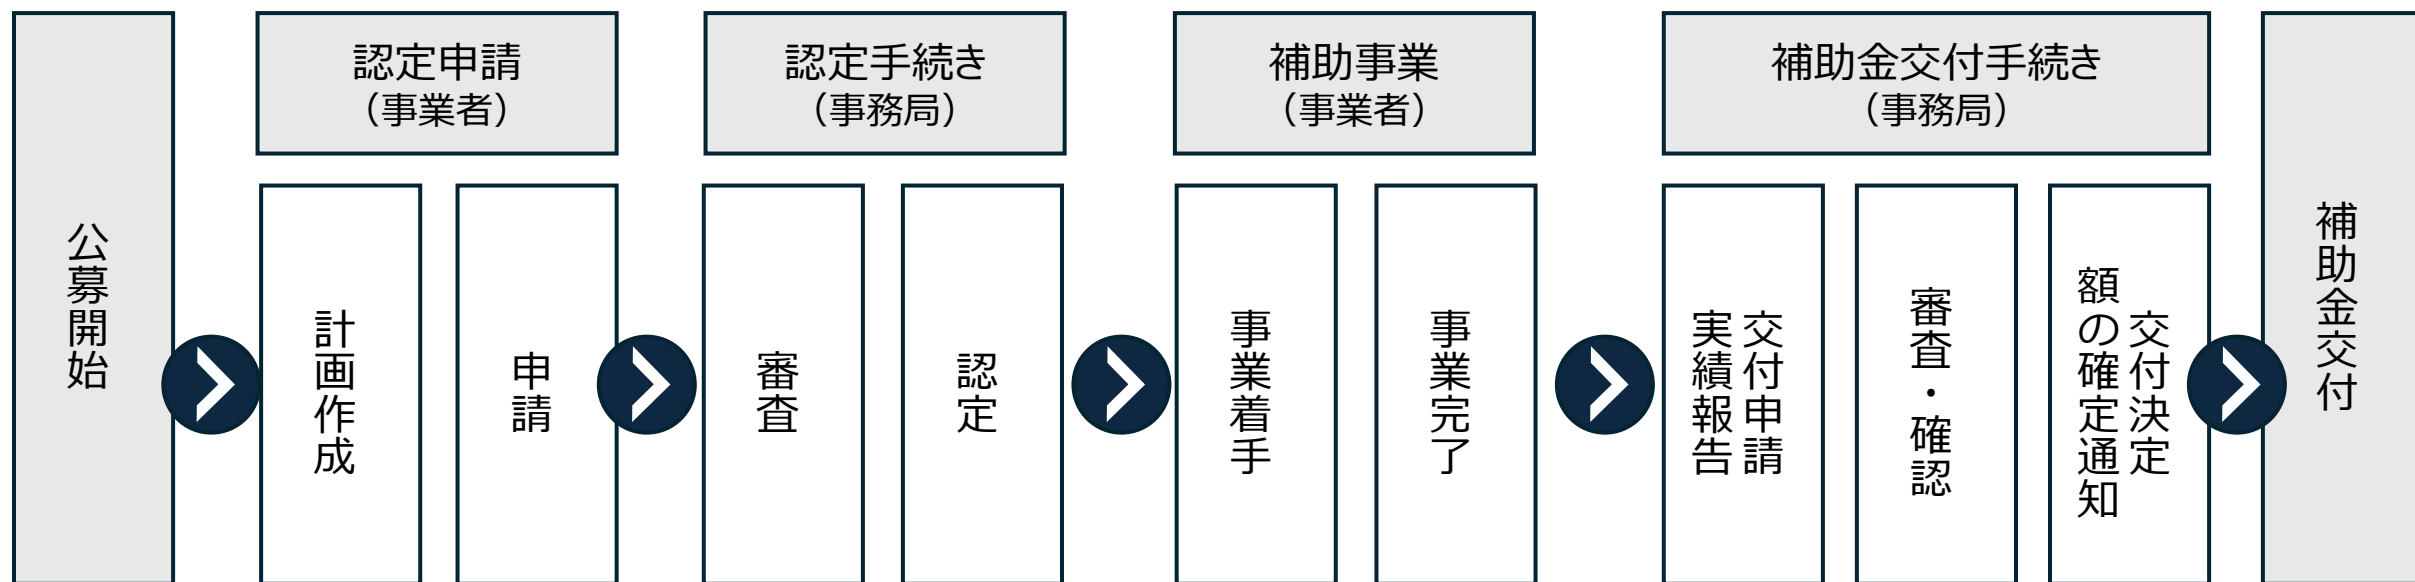 公募開始
認定申請
（事業者）
計画作成
申請
認定手続き
（事務局）
審査
認定
補助事業
（事業者）
事業着手
事業完了
補助金交付手続き
（事務局）
交付申請
実績報告
審査・確認
交付決定
額の確定通知
補助金交付